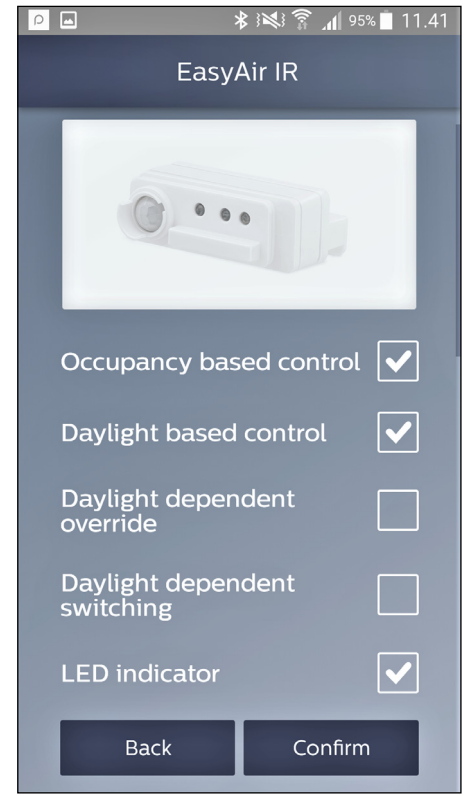 95% 11.41
EasyAir IR
Occupancy based control
Daylight based control
Daylight dependent
override
Daylight dependent
switching
LED indicator
Back Confirm